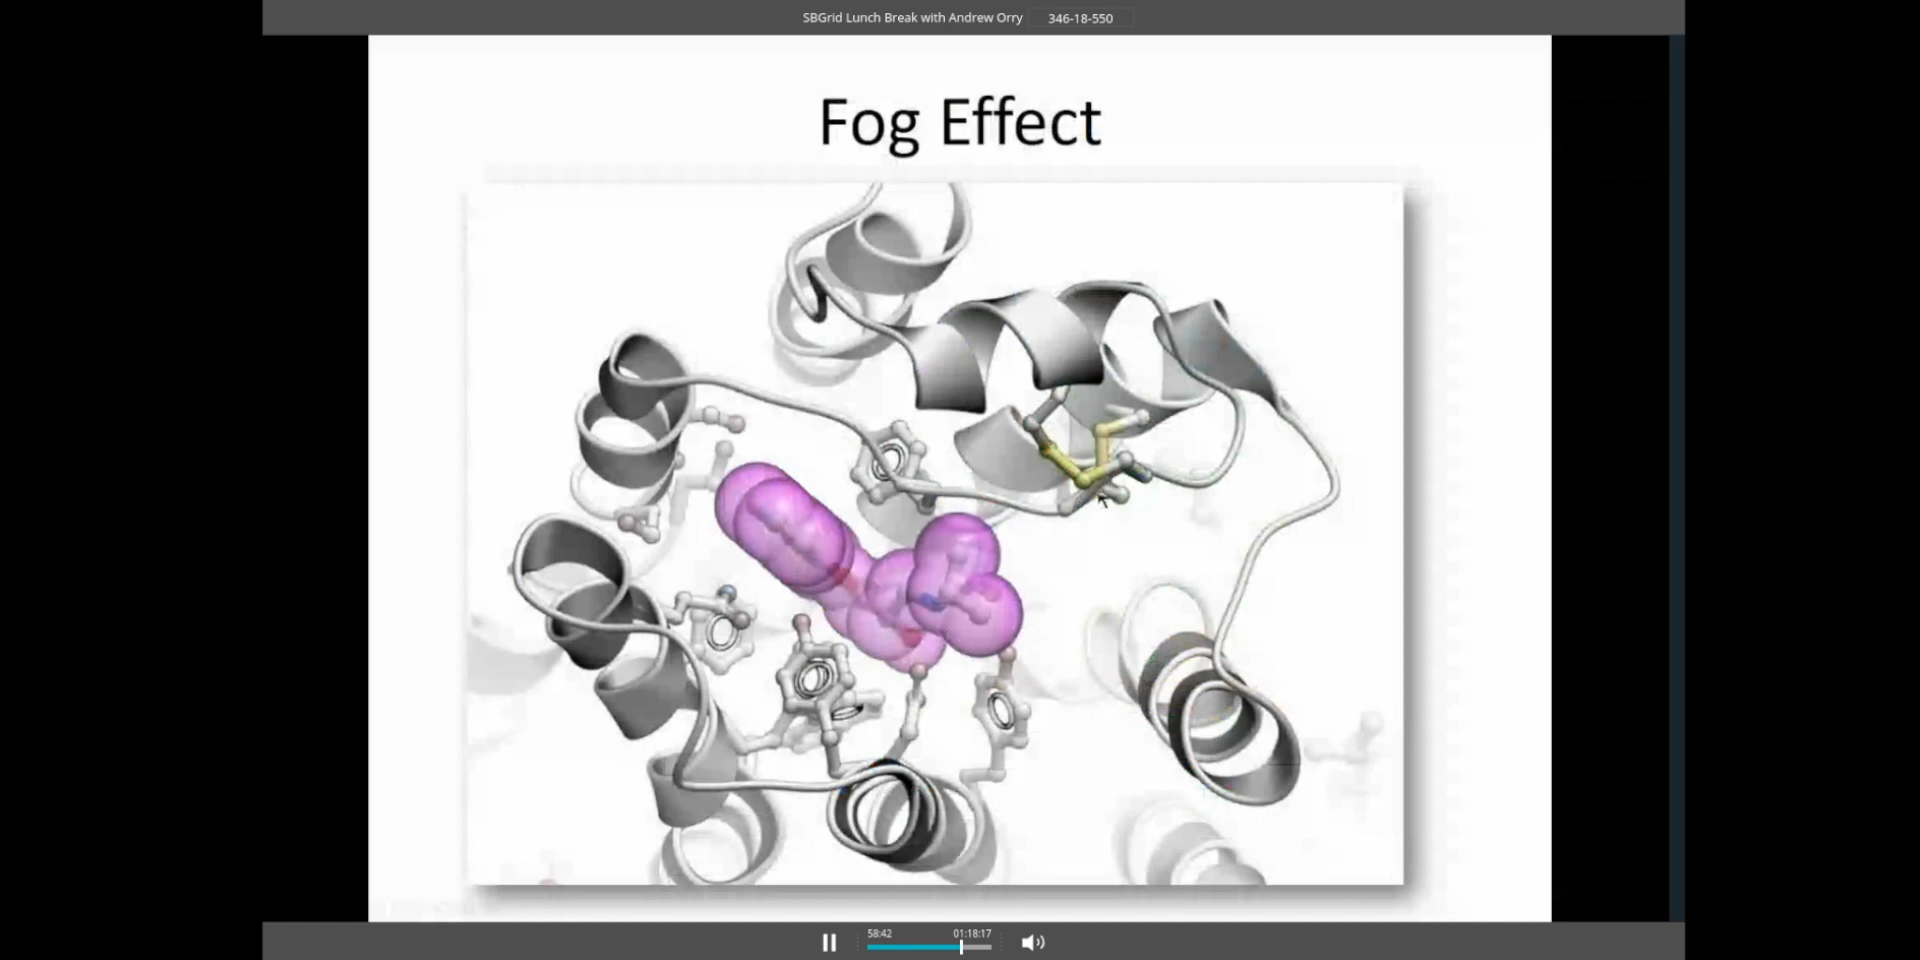 SBGrid Lunch Break with Andrew Orry 346-18-550
Fog Effect
58:42 01:18:17